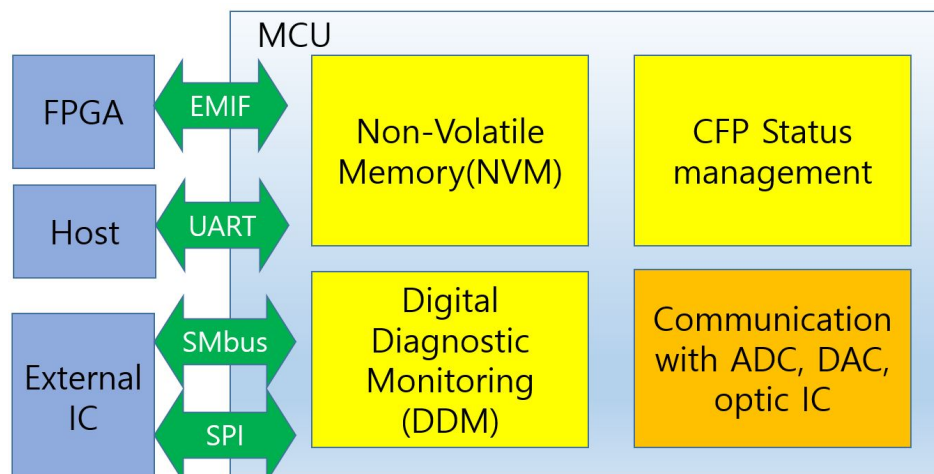 MCU
FPGA
EMIF
Non-Volatile
Memory(NVM)
CFP Status
management
Host
UART
Digital
Diagnostic
Monitoring
(DDM)
Communication
with ADC, DAC,
optic IC
External
IC
SMbus
SPI